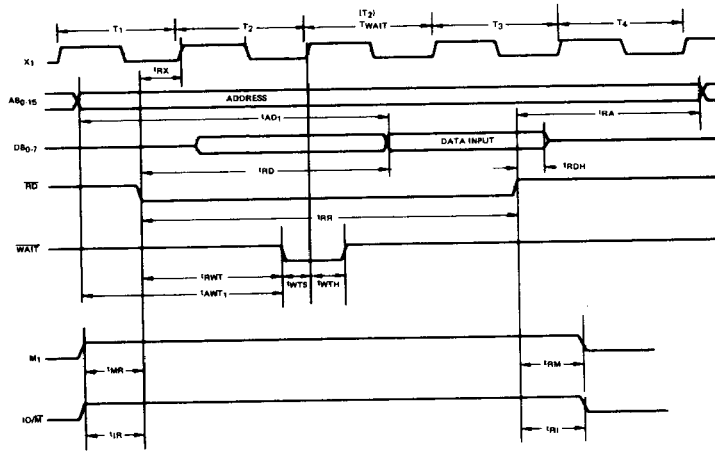 (T2)
T1 T2 TWAIT T3 T4
X1
tRX
AB0-15 ADDRESS
tAD1 tRA
DB0-7 DATA INPUT
tRD tRDH
RD
tRR
WAIT
tRWT tWTS tWTH
tAWT1
M1
tMR tRM
IO/M
tIR tRI